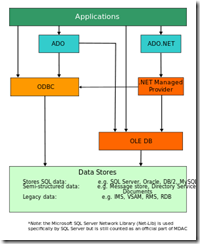 Applications
ADO
ADO.NET
ODBC
NET Managed
Provider
OLE DB
Data Stores
Stores SQL data: e.g. SQL Server, Oracle, DB/2, MySQL
Semi-structured data: e.g. Message store, Directory Service
Documents
Legacy data: e.g. IMS, VSAM, RMS, RDB
*Note: the Microsoft SQL Server Network Library (Net-Lib) is used
specifically by SQL Server but is still counted as an official part of MDAC